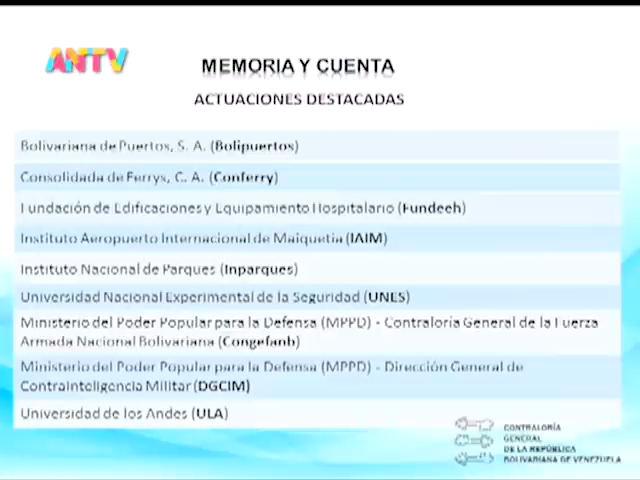 ANTV
MEMORIA Y CUENTA
ACTUACIONES DESTACADAS
Bolivariana de Puertos, S. A. (Bolipuertos)
Consolidada de Ferrys, C. A. (Conferry)
Fundación de Edificaciones y Equipamiento Hospitalario (Fundeeh)
Instituto Aeropuerto Internacional de Maiquetia (IAIM)
Instituto Nacional de Parques (Inparques)
Universidad Nacional Experimental de la Seguridad (UNES)
Ministerio del Poder Popular para la Defensa (MPPD) - Contraloría General de la Fuerza
Armada Nacional Bolivariana (Congefanb)
Ministerio del Poder Popular para la Defensa (MPPD) - Dirección General de
Contrainteligencia Militar (DGCIM)
Universidad de los Andes (ULA)
CONTRALORÍA
GENERAL
DE LA REPÚBLICA
BOLIVARIANA DE VENEZUELA